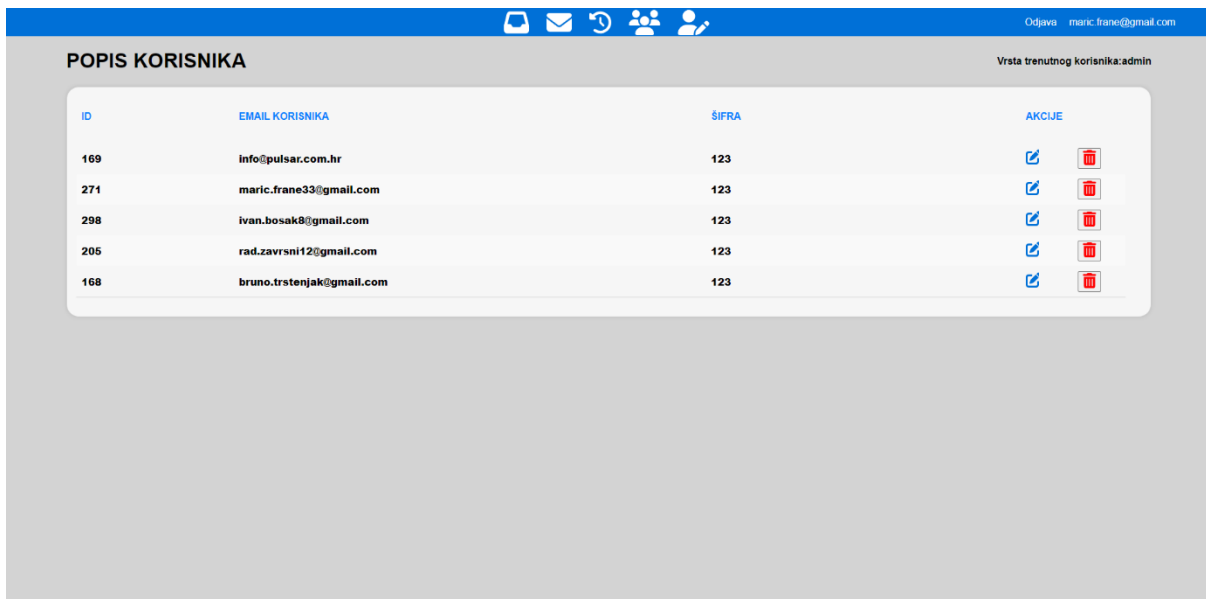 Odjava maric.frane@gmail.com
POPIS KORISNIKA Vrsta trenutnog korisnika:admin
ID EMAIL KORISNIKA ŠIFRA AKCIJE
169 info@pulsar.com.hr 123
271 maric.frane33@gmail.com 123
298 ivan.bosak8@gmail.com 123
205 rad.zavrsni12@gmail.com 123
168 bruno.trstenjak@gmail.com 123